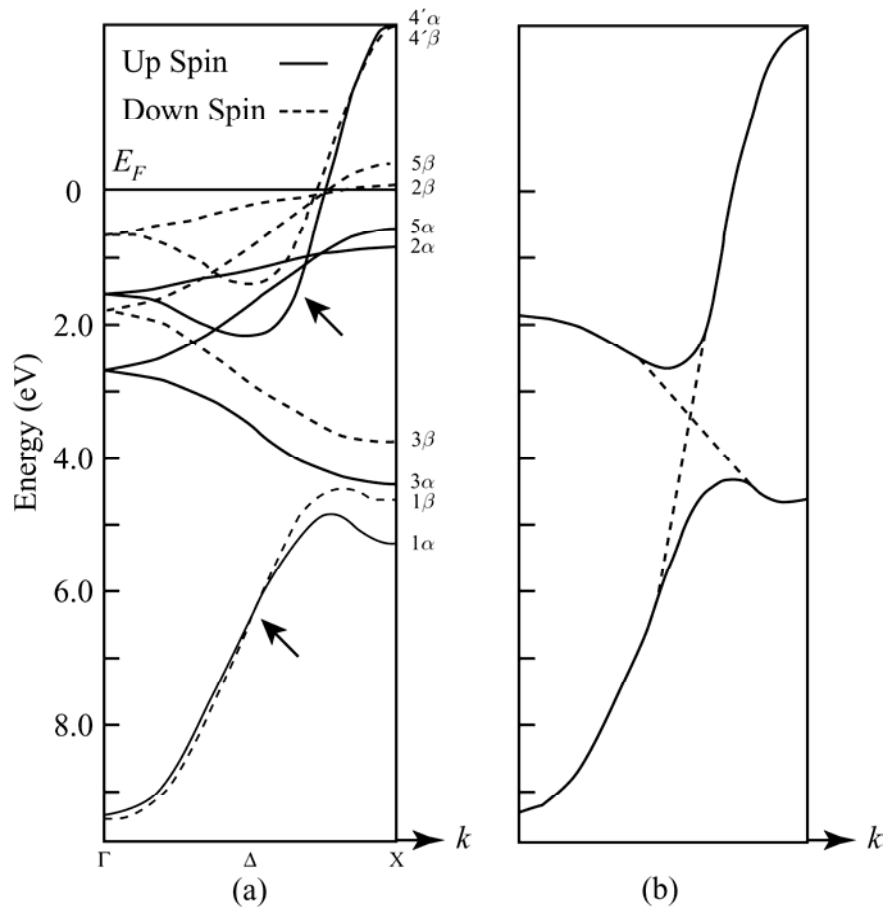 Up Spin
Down Spin
E_F
0
2.0
4.0
6.0
8.0
Energy (eV)
4´α
4´β
5β
2β
5α
2α
3β
3α
1β
1α
Γ
Δ
X
k
(a)
k
(b)